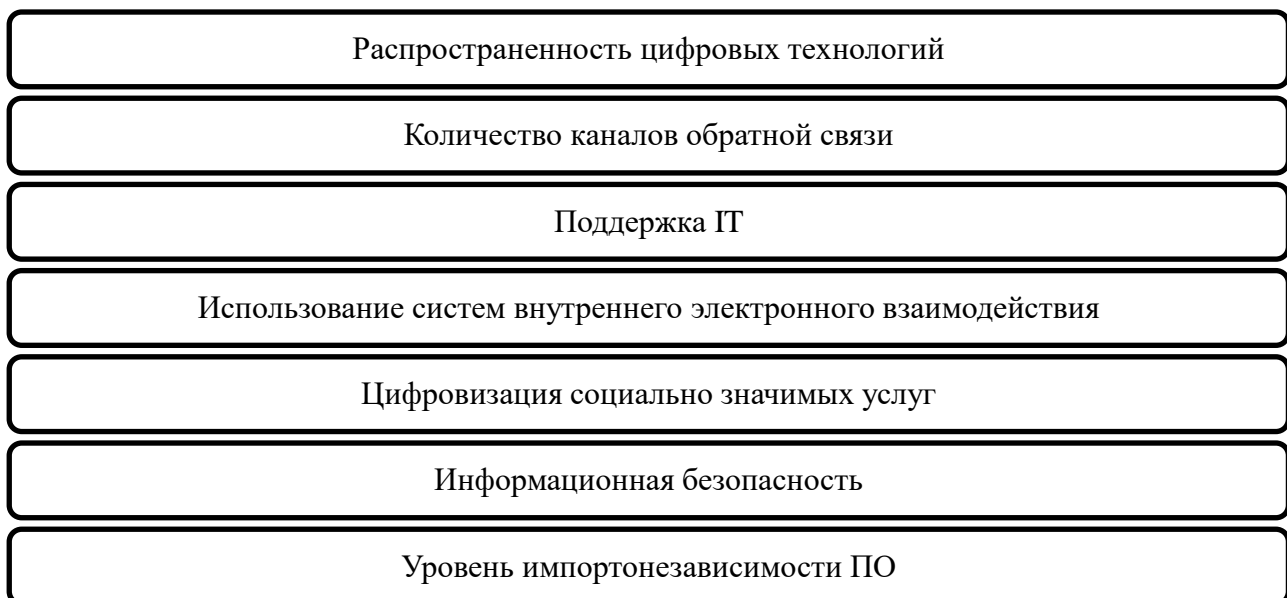 Распространенность цифровых технологий
Количество каналов обратной связи
Поддержка IT
Использование систем внутреннего электронного взаимодействия
Цифровизация социально значимых услуг
Информационная безопасность
Уровень импортонезависимости ПО